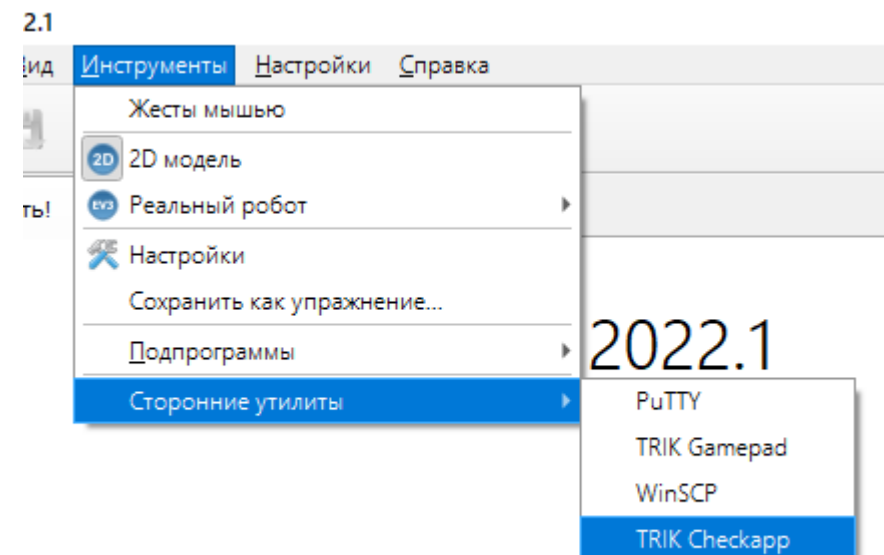 2.1
ид Инструменты Настройки Справка
Жесты мышью
2D 2D модель
ть! EV3 Реальный робот
Настройки
Сохранить как упражнение...
2022.1
Подпрограммы
Сторонние утилиты
PuTTY
TRIK Gamepad
WinSCP
TRIK Checkapp